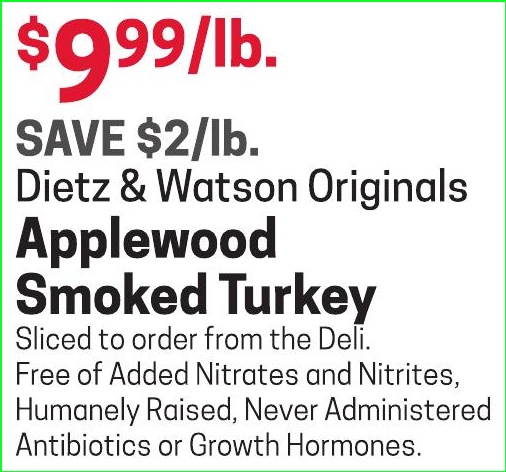 $9.99/lb.
SAVE $2/lb.
Dietz & Watson Originals
Applewood
Smoked Turkey
Sliced to order from the Deli.
Free of Added Nitrates and Nitrites,
Humanely Raised, Never Administered
Antibiotics or Growth Hormones.